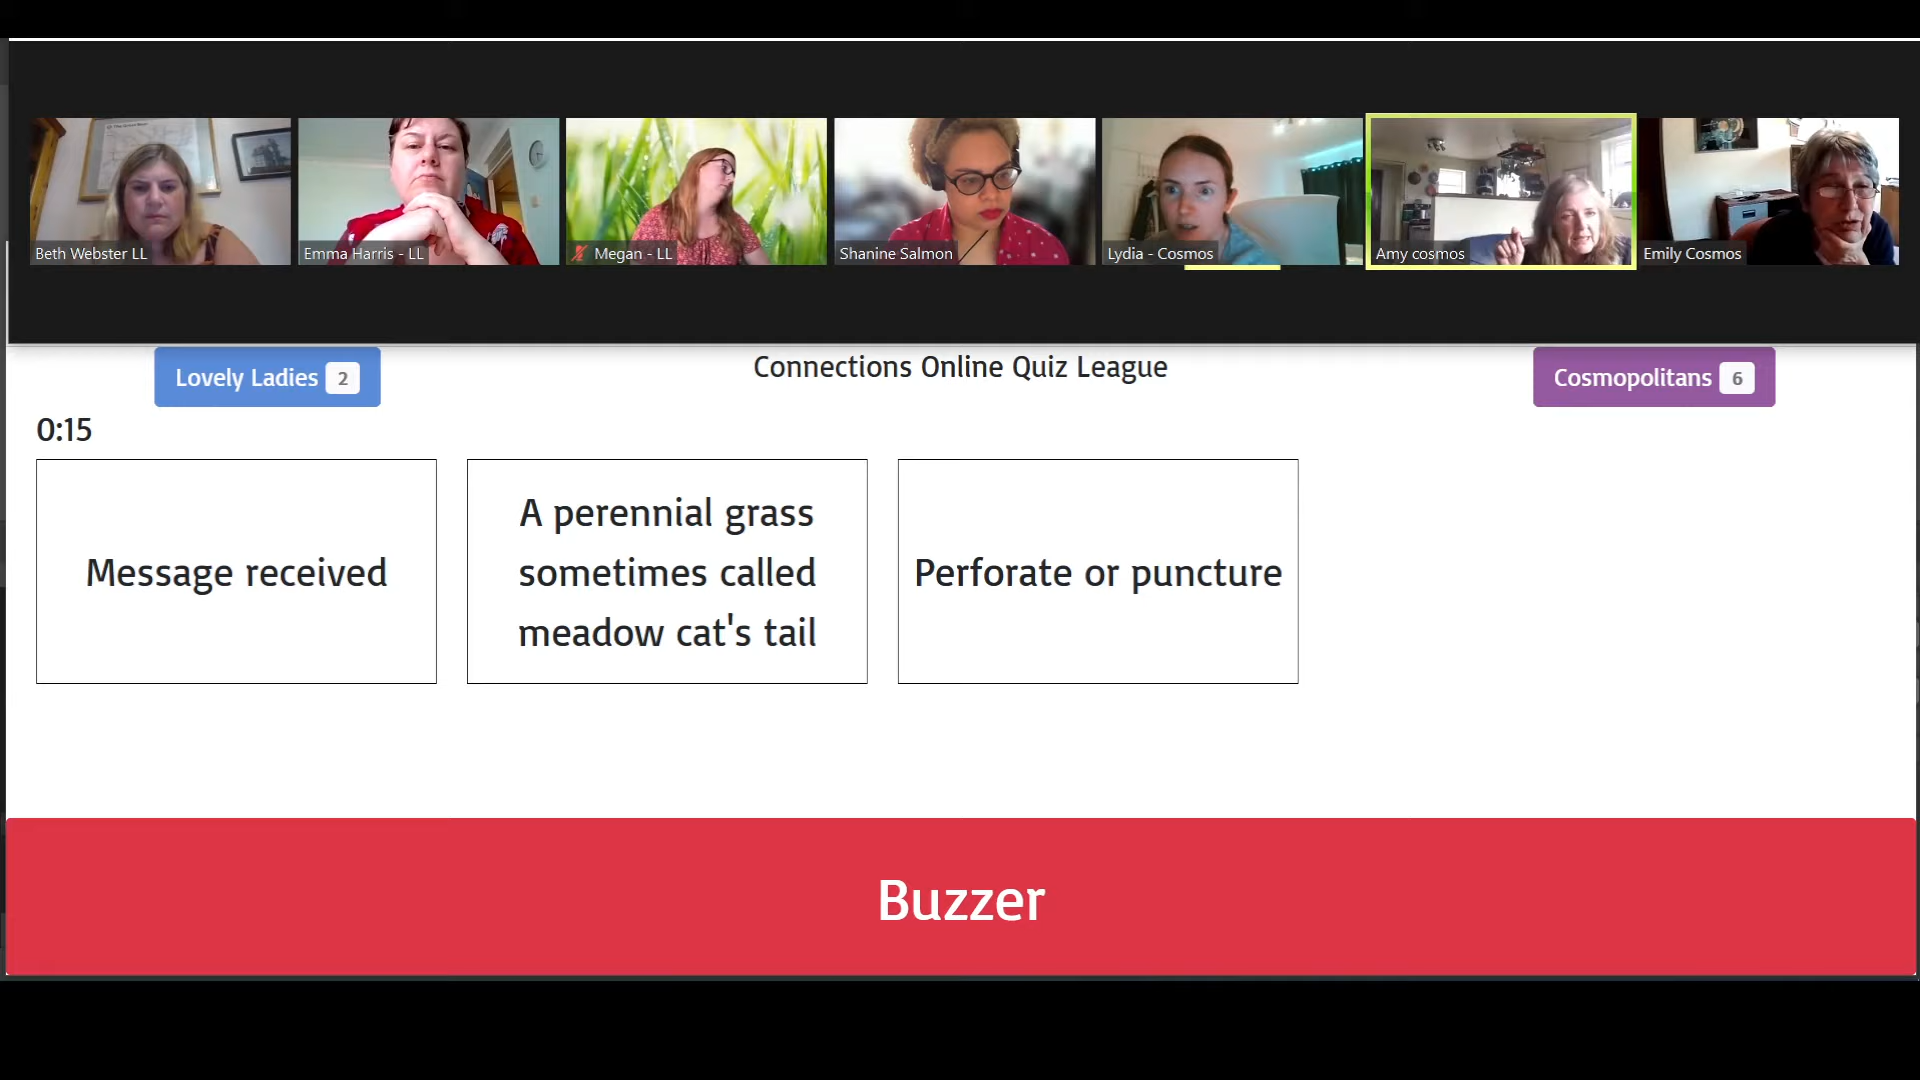 Beth Webster LL
Emma Harris - LL
Megan - LL
Shanine Salmon
Lydia - Cosmos
Amy cosmos
Emily Cosmos
Lovely Ladies 2
Connections Online Quiz League
Cosmopolitans 6
0:15
Message received
A perennial grass
sometimes called
meadow cat's tail
Perforate or puncture
Buzzer